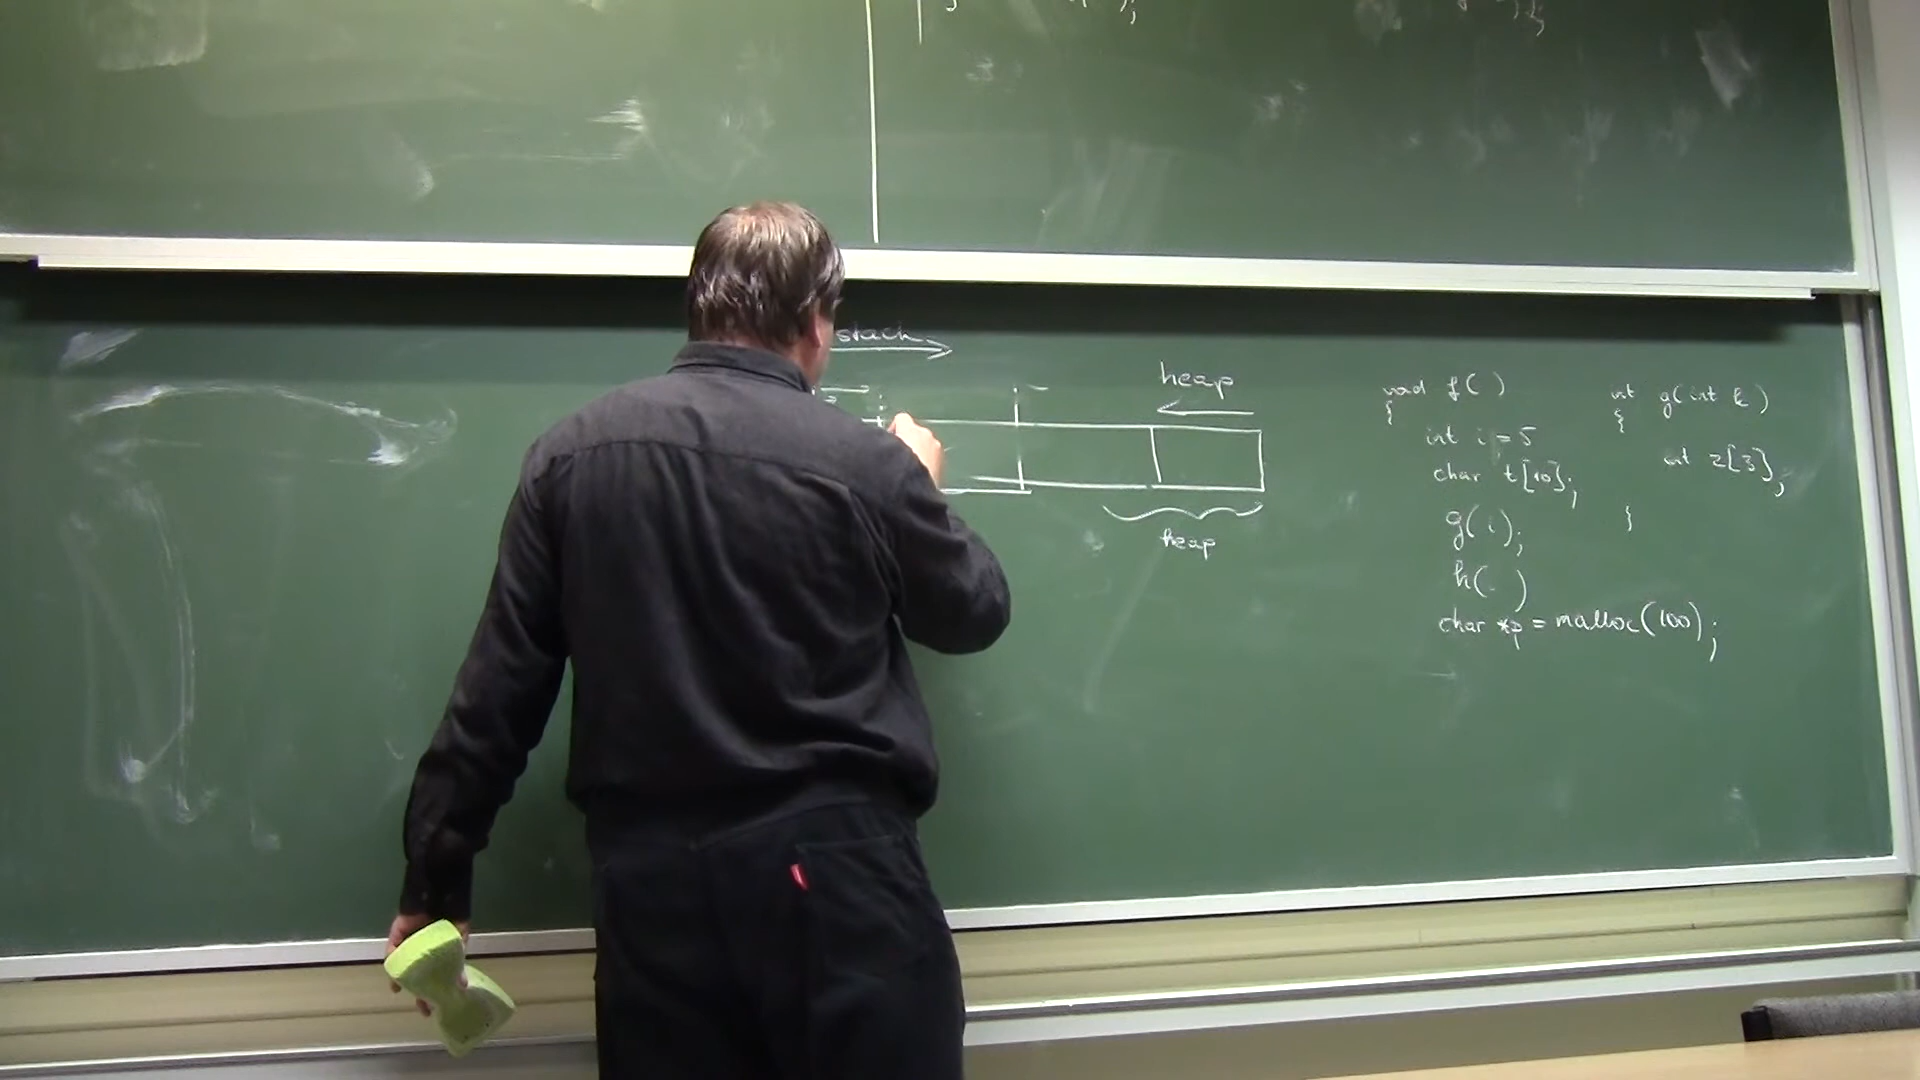 stack
heap
heap
void f( )
{
int i = 5
char t[10];
g(i);
h( )
char *p = malloc(100);
int g(int k)
{
int z[3];
}